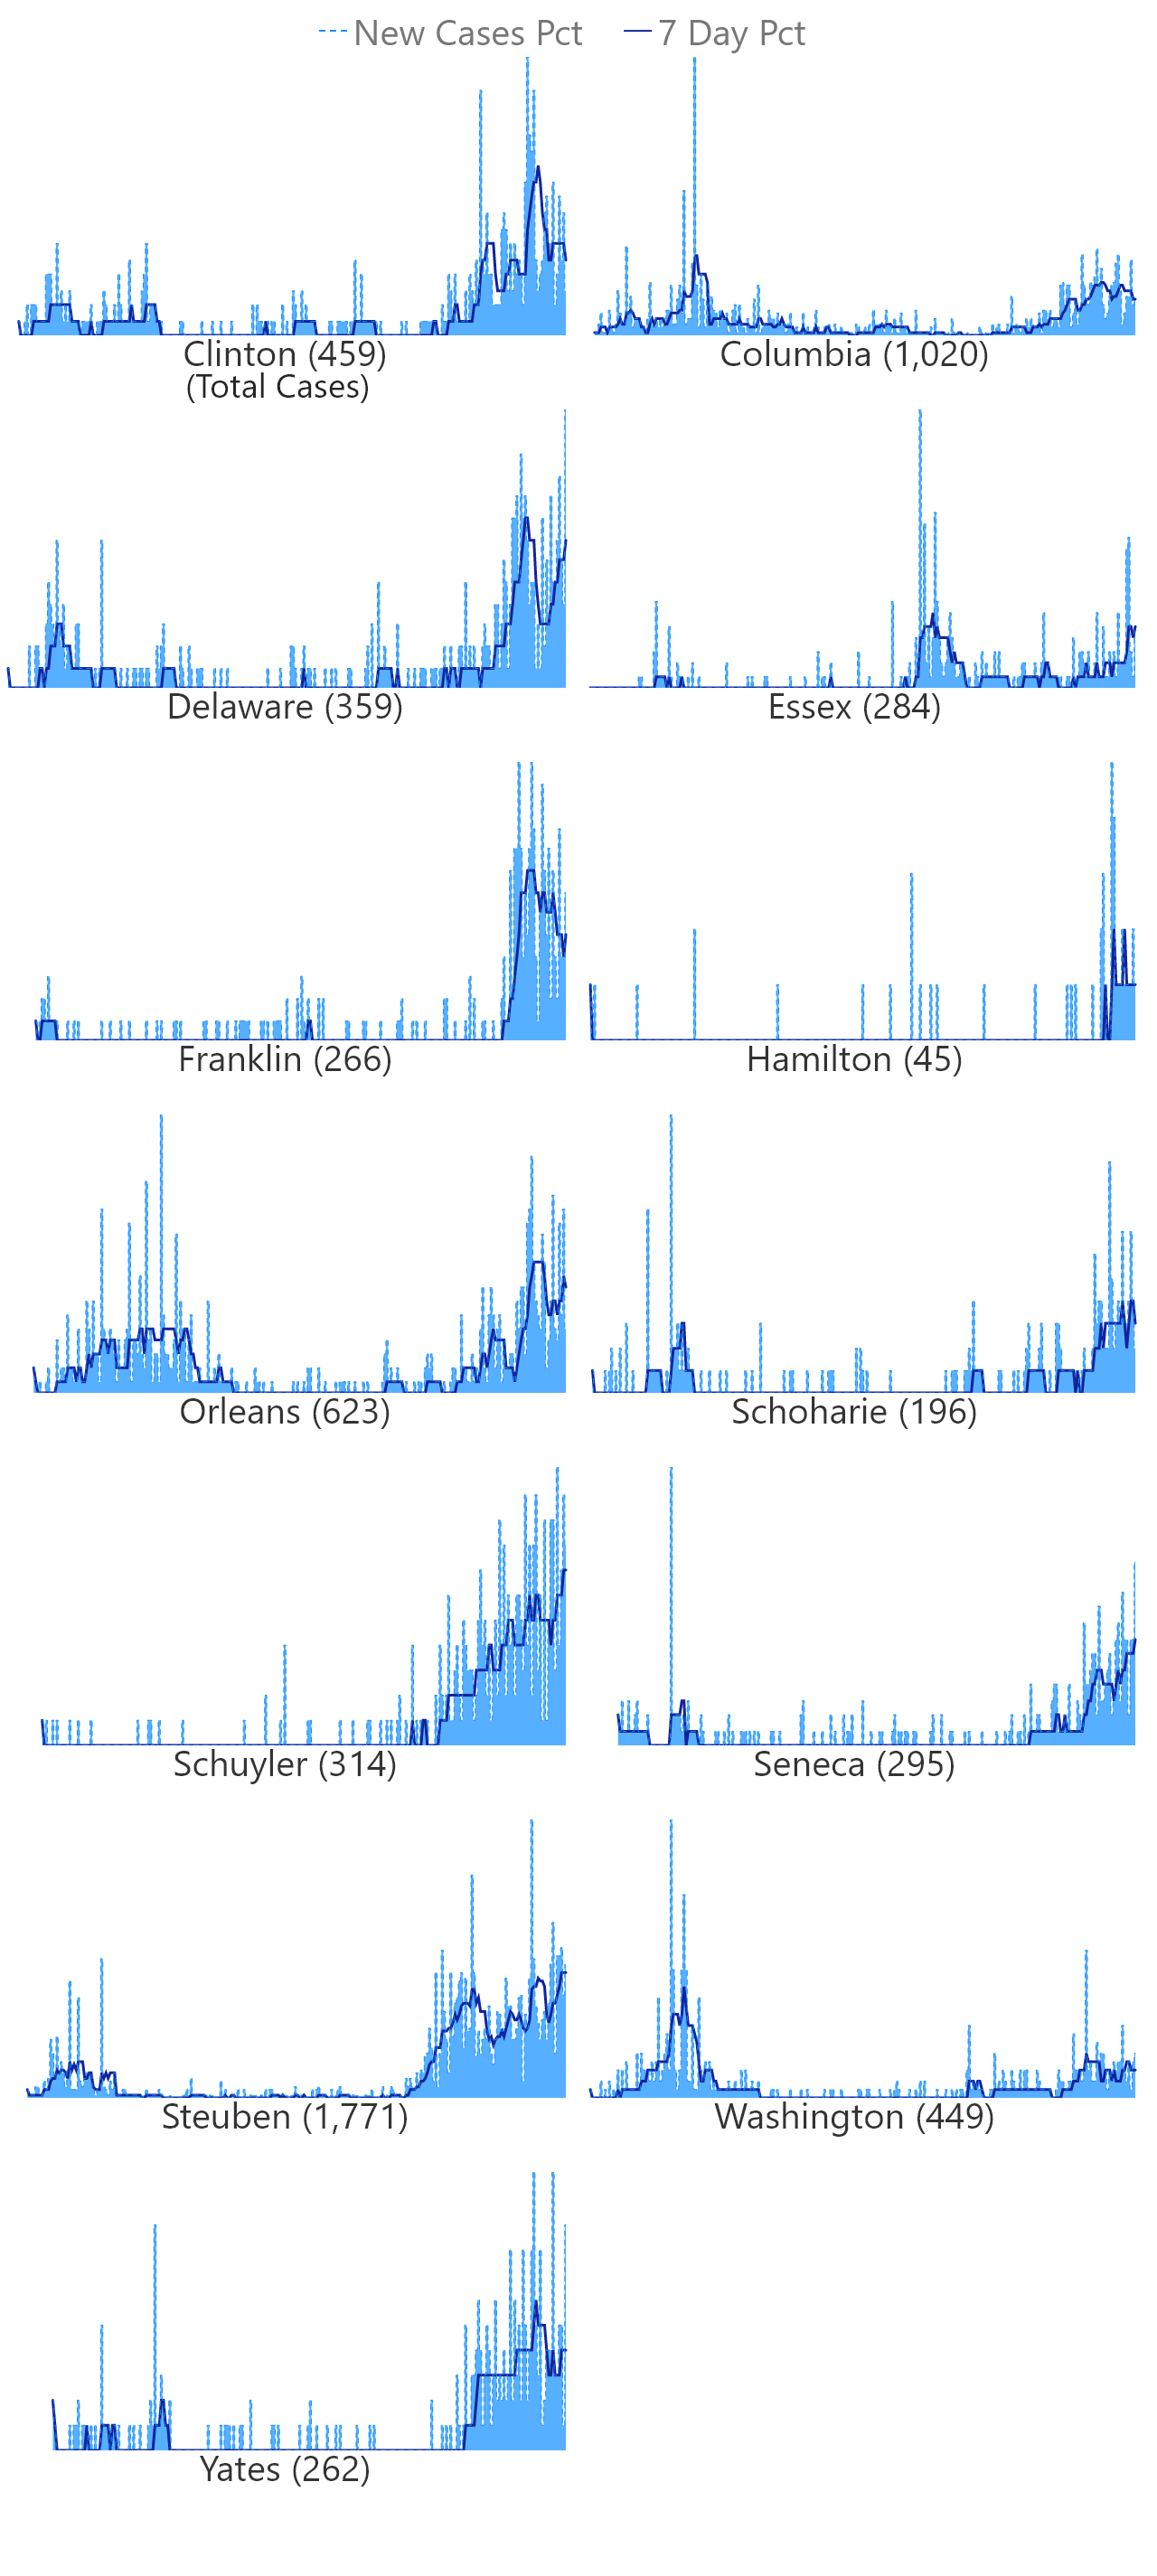 New Cases Pct 7 Day Pct
Clinton (459)
(Total Cases)
Columbia (1,020)
Delaware (359)
Essex (284)
Franklin (266)
Hamilton (45)
Orleans (623)
Schoharie (196)
Schuyler (314)
Seneca (295)
Steuben (1,771)
Washington (449)
Yates (262)